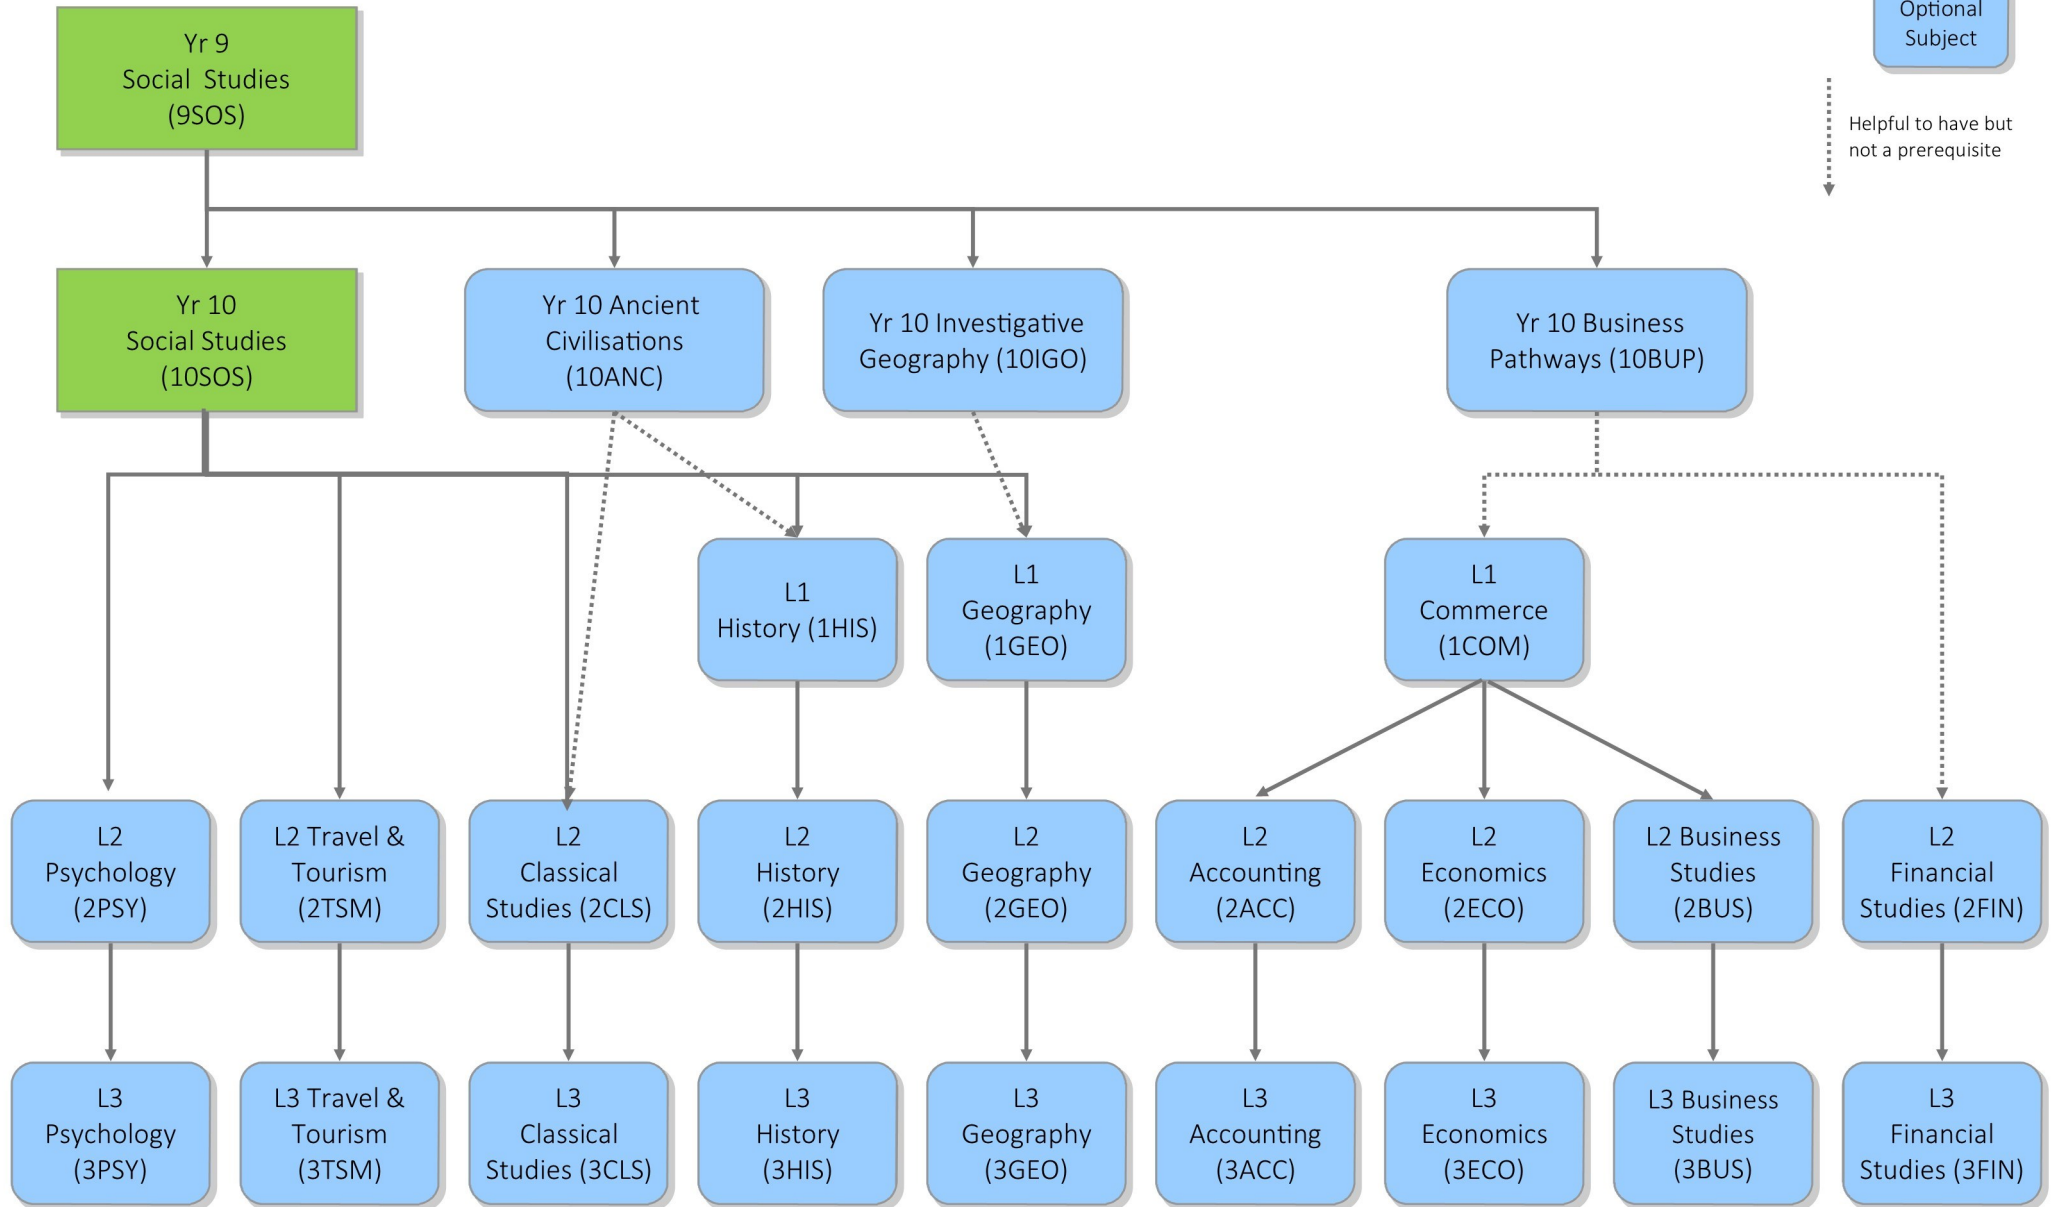 Yr 9
Social Studies
(9SOS)
Optional
Subject
Helpful to have but
not a prerequisite
Yr 10
Social Studies
(10SOS)
Yr 10 Ancient
Civilisations
(10ANC)
Yr 10 Investigative
Geography (10IGO)
Yr 10 Business
Pathways (10BUP)
L1
History (1HIS)
L1
Geography
(1GEO)
L1
Commerce
(1COM)
L2
Psychology
(2PSY)
L2 Travel &
Tourism
(2TSM)
L2
Classical
Studies (2CLS)
L2
History
(2HIS)
L2
Geography
(2GEO)
L2
Accounting
(2ACC)
L2
Economics
(2ECO)
L2 Business
Studies
(2BUS)
L2
Financial
Studies (2FIN)
L3
Psychology
(3PSY)
L3 Travel &
Tourism
(3TSM)
L3
Classical
Studies (3CLS)
L3
History
(3HIS)
L3
Geography
(3GEO)
L3
Accounting
(3ACC)
L3
Economics
(3ECO)
L3 Business
Studies
(3BUS)
L3
Financial
Studies (3FIN)